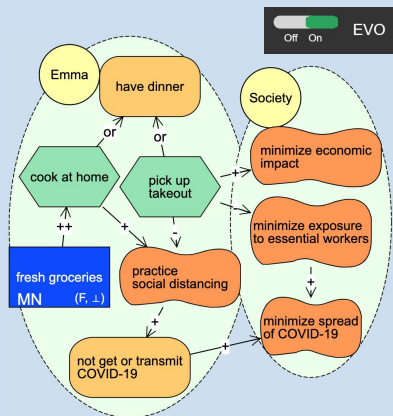 Off On EVO
Emma
have dinner
Society
or
or
minimize economic
impact
cook at home
pick up
takeout
+
++
+
-
-
minimize exposure
to essential workers
fresh groceries
MN (F, ⊥)
practice
social distancing
+
+
minimize spread
of COVID-19
not get or transmit
COVID-19
+